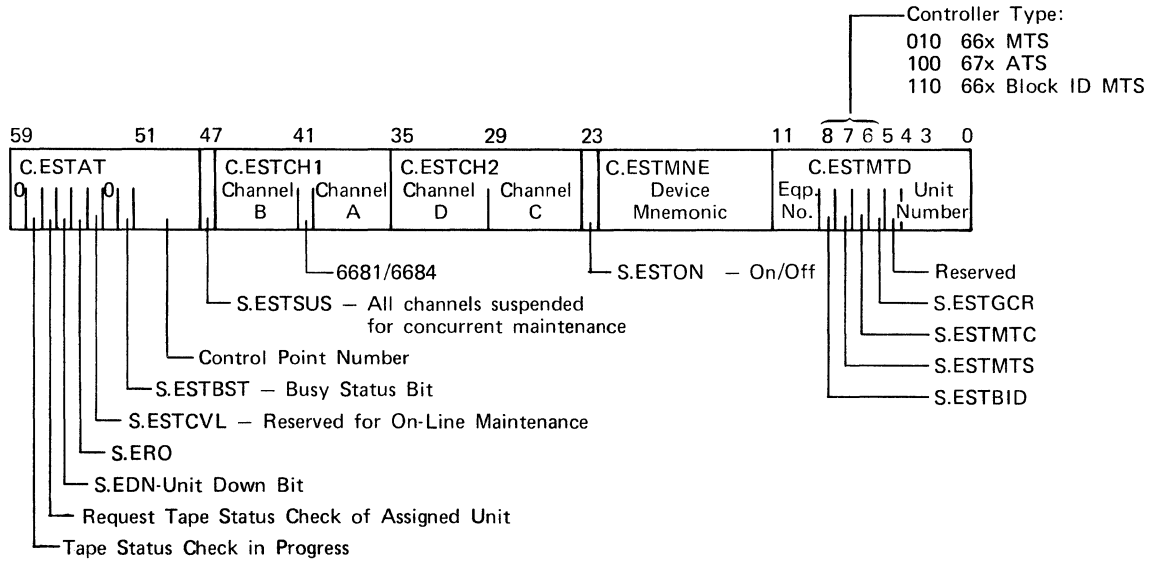 Controller Type:
010 66x MTS
100 67x ATS
110 66x Block ID MTS
59 51 47 41 35 29 23 11 8 7 6 5 4 3 0
C.ESTAT C.ESTCH1 C.ESTCH2 C.ESTMNE C.ESTMTD
0 0 Channel Channel Channel Channel Device Eqp. Unit
B A D C Mnemonic No. Number
6681/6684 S.ESTON — On/Off Reserved
S.ESTSUS — All channels suspended S.ESTGCR
for concurrent maintenance
S.ESTMTC
Control Point Number
S.ESTMTS
S.ESTBST — Busy Status Bit
S.ESTBID
S.ESTCVL — Reserved for On-Line Maintenance
S.ERO
S.EDN-Unit Down Bit
Request Tape Status Check of Assigned Unit
Tape Status Check in Progress